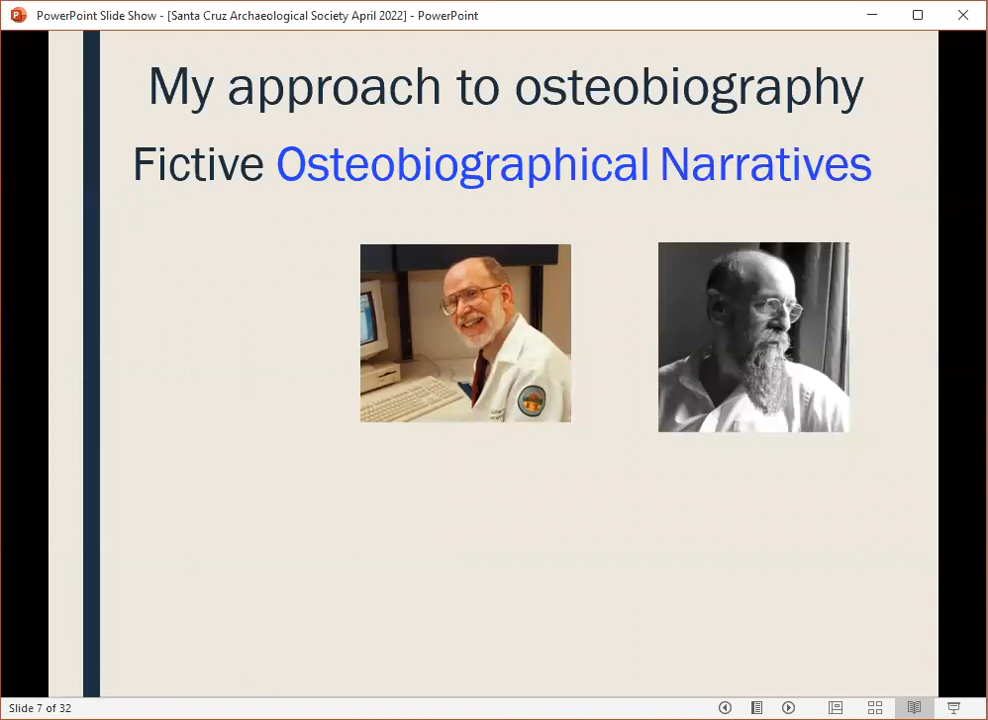 PowerPoint Slide Show - [Santa Cruz Archaeological Society April 2022] - PowerPoint
My approach to osteobiography
Fictive Osteobiographical Narratives
Slide 7 of 32